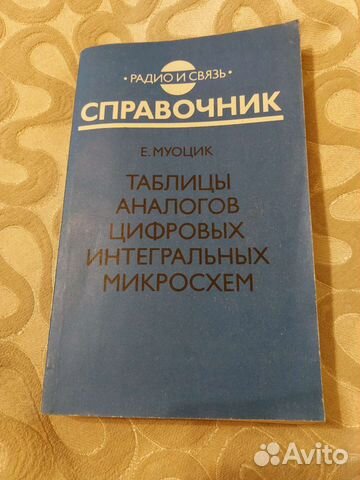 • РАДИО И СВЯЗЬ •
СПРАВОЧНИК
Е. МУОЦИК
ТАБЛИЦЫ
АНАЛОГОВ
ЦИФРОВЫХ
ИНТЕГРАЛЬНЫХ
МИКРОСХЕМ
Avito